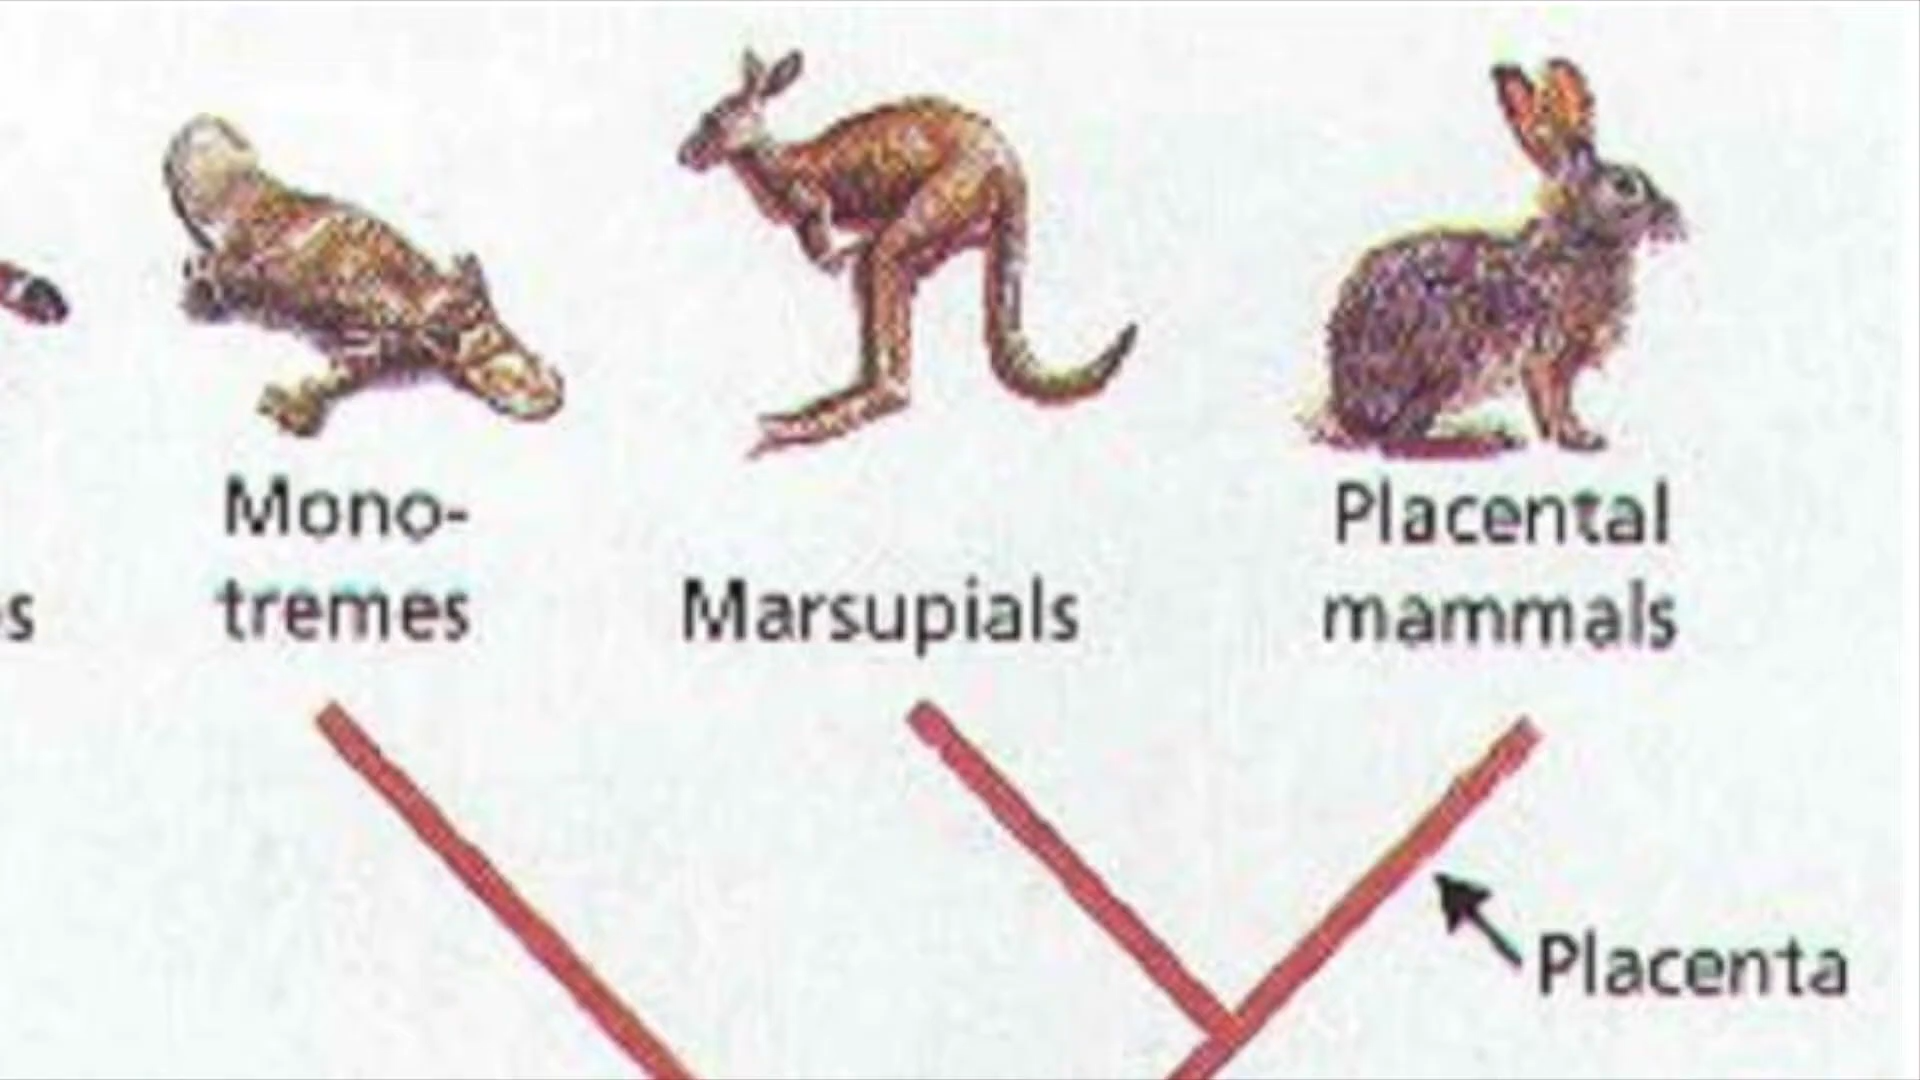 Mono-
tremes
Marsupials
Placental
mammals
Placenta